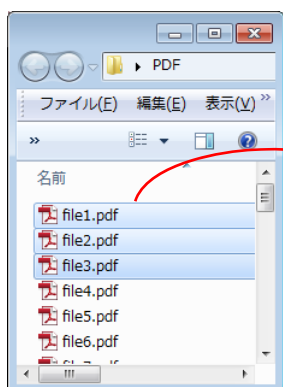 PDF
ファイル(F) 編集(E) 表示(V) »
»
名前
file1.pdf
file2.pdf
file3.pdf
file4.pdf
file5.pdf
file6.pdf